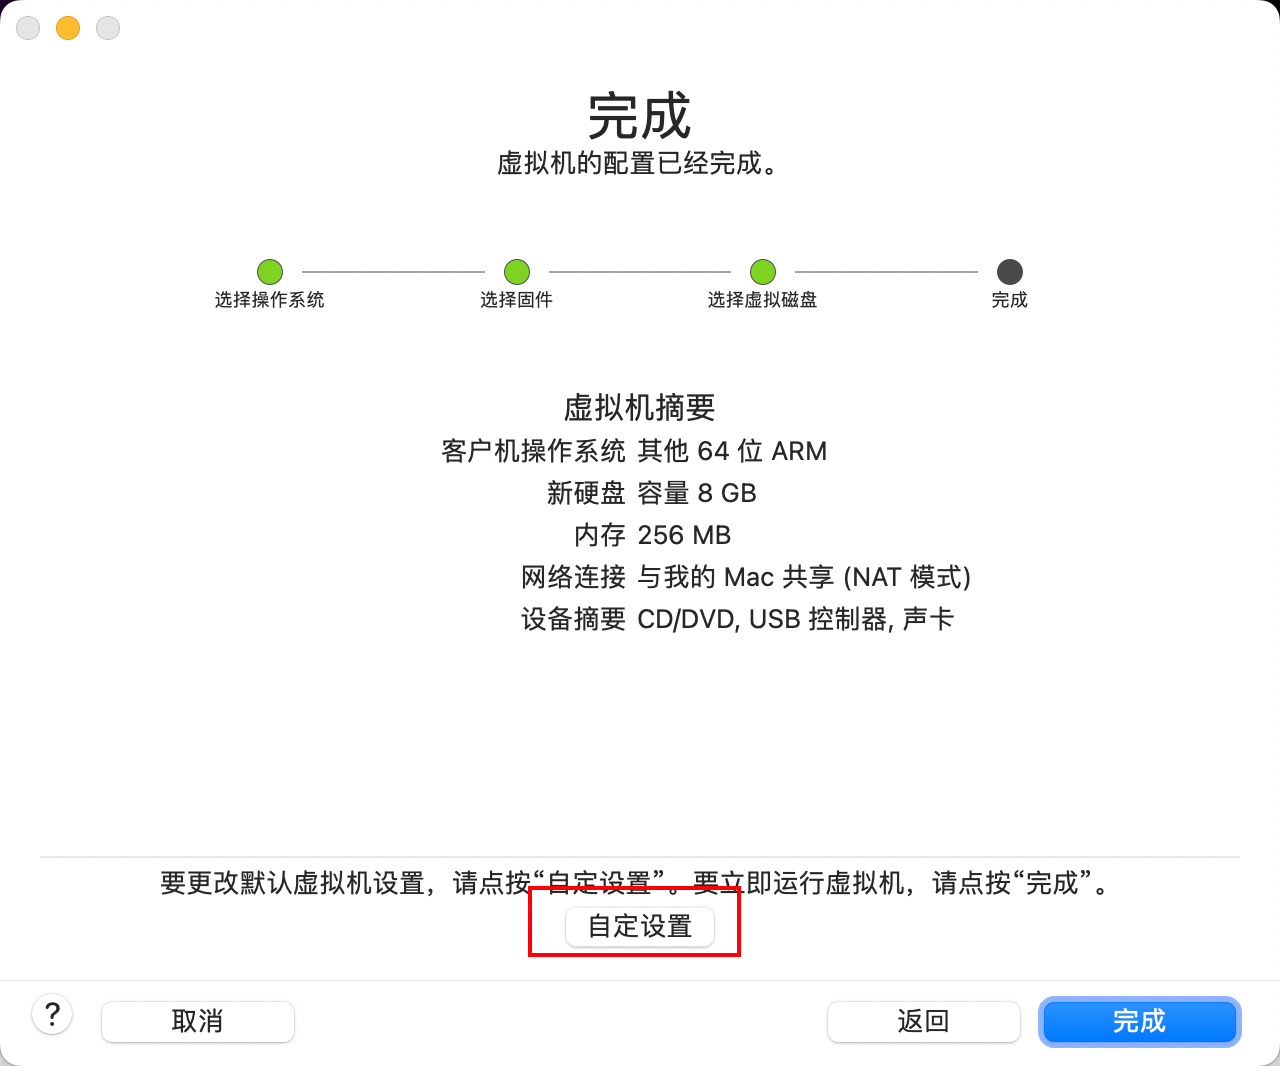 完成
虚拟机的配置已经完成。
选择操作系统 选择固件 选择虚拟磁盘 完成
虚拟机摘要
客户机操作系统 其他 64 位 ARM
新硬盘 容量 8 GB
内存 256 MB
网络连接 与我的 Mac 共享 (NAT 模式)
设备摘要 CD/DVD, USB 控制器, 声卡
要更改默认虚拟机设置，请点按“自定设置”。要立即运行虚拟机，请点按“完成”。
自定设置
? 取消 返回 完成